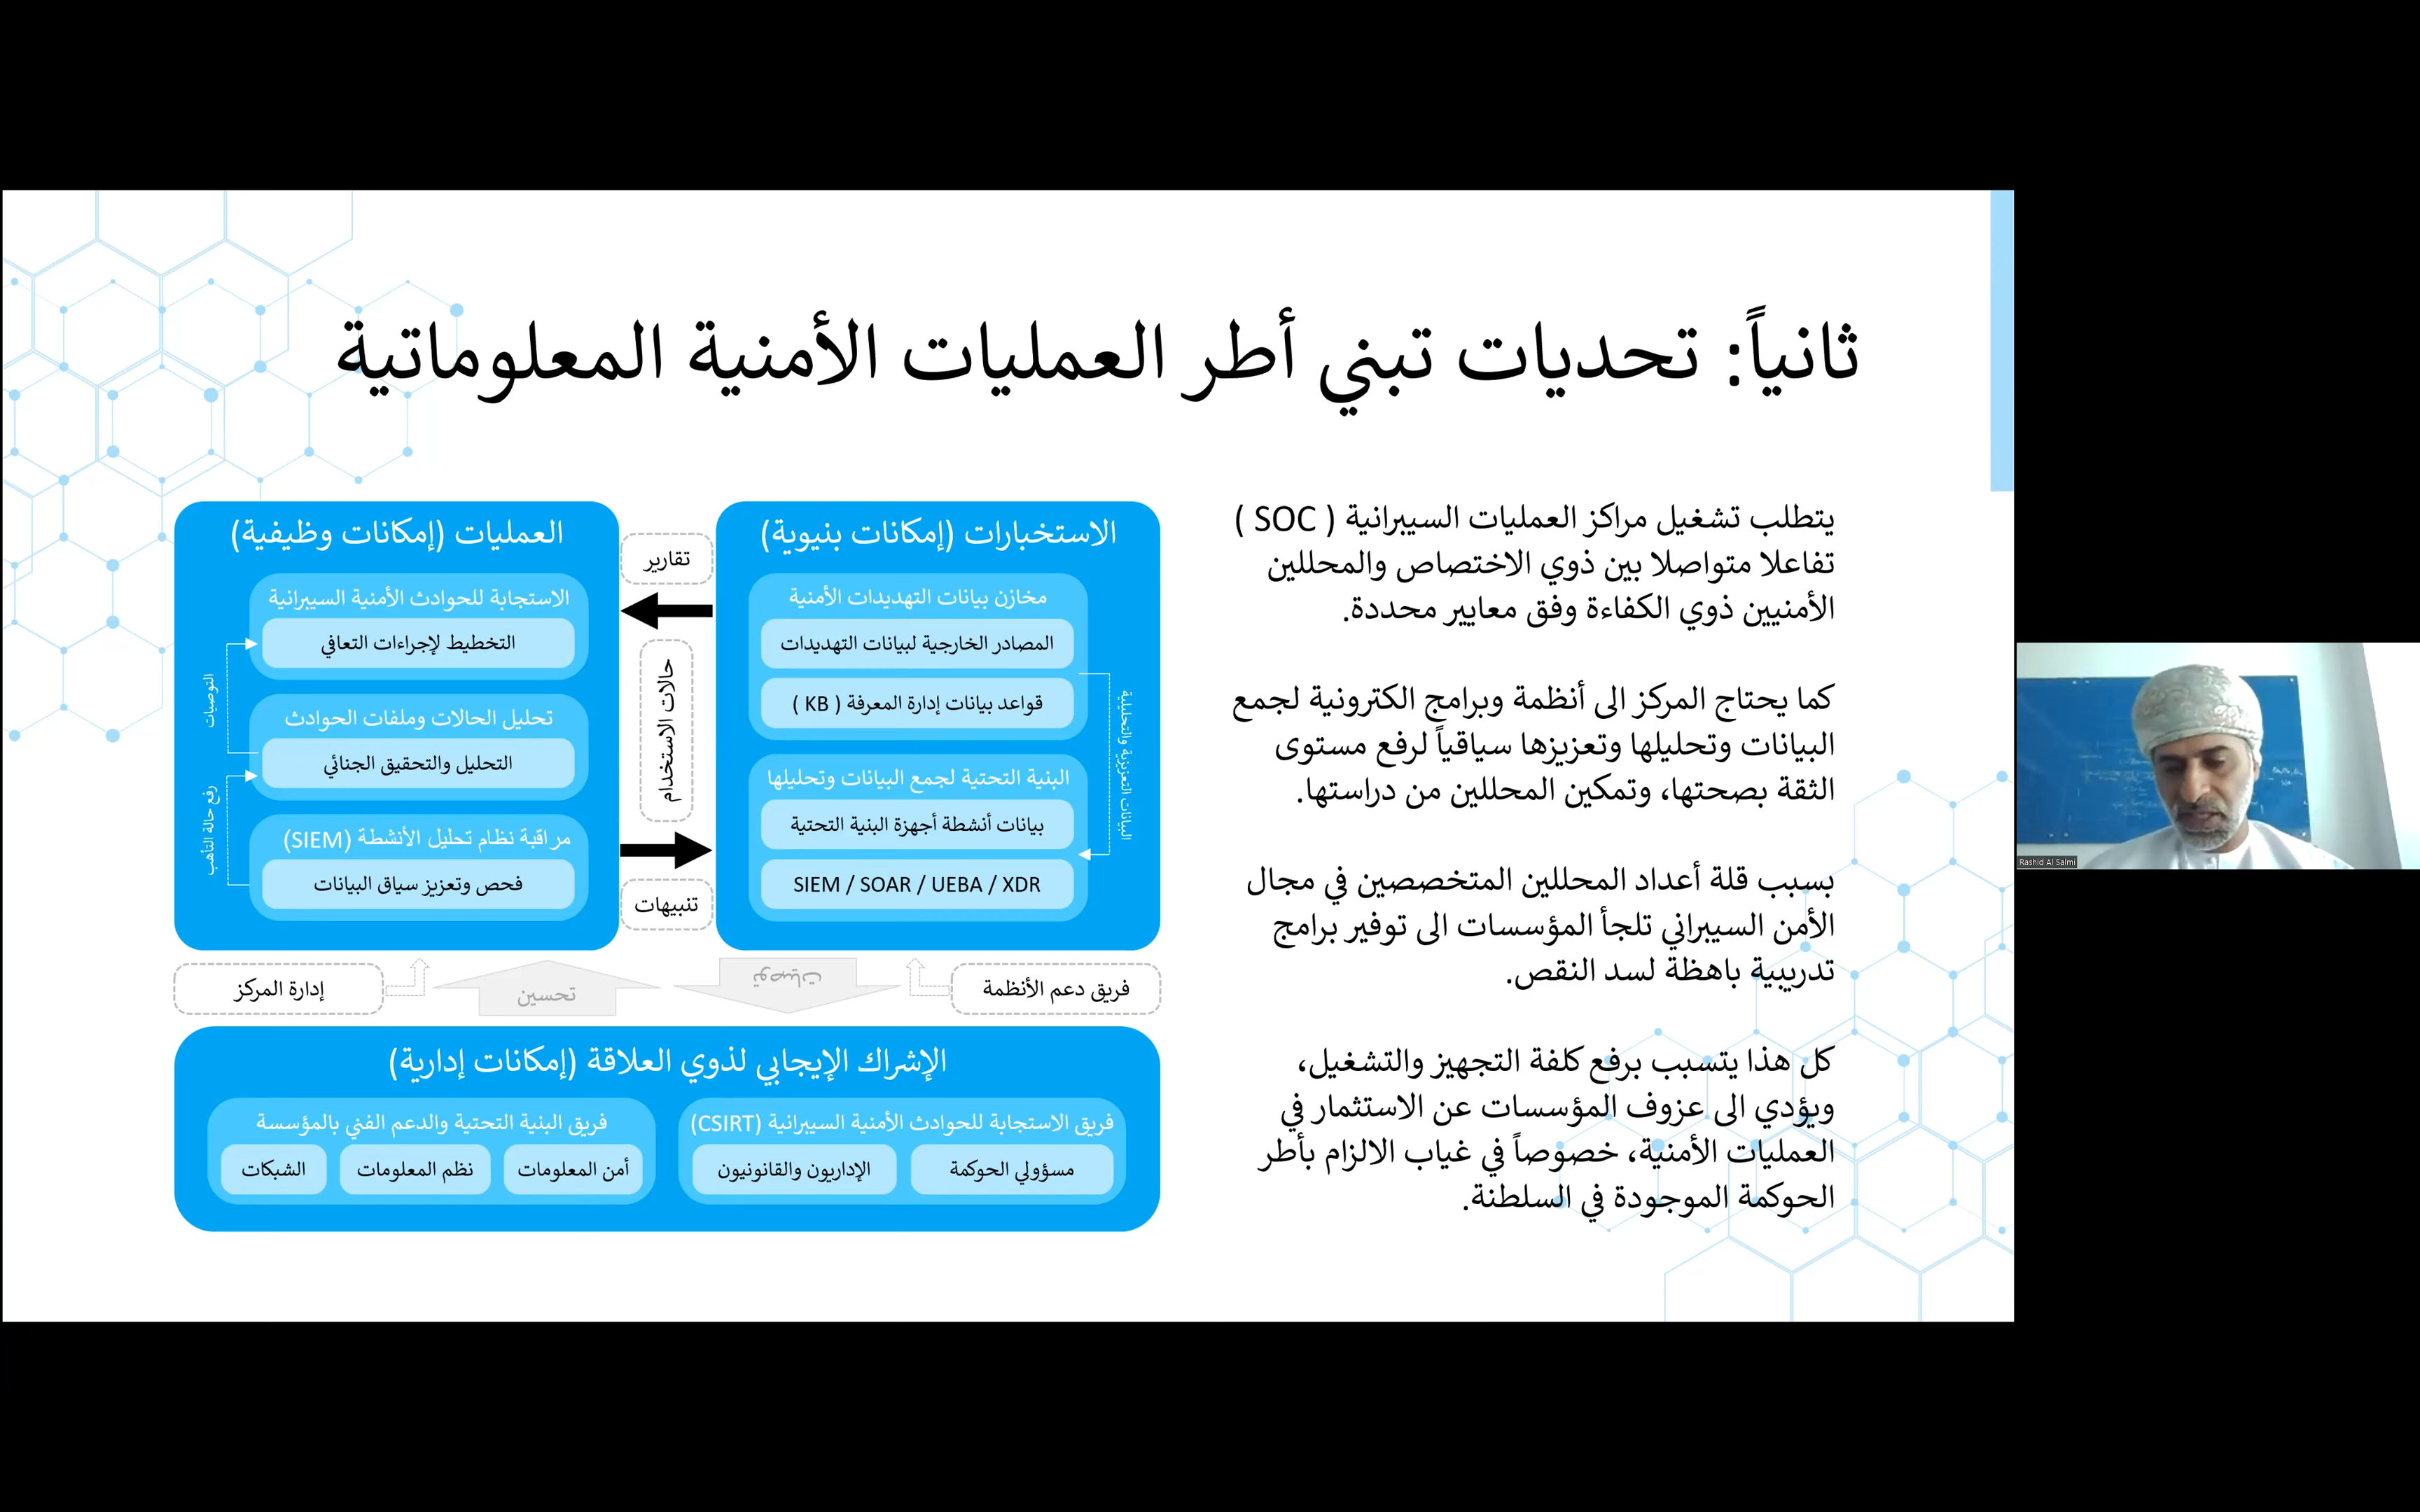 ثانياً: تحديات تبني أطر العمليات الأمنية المعلوماتية
يتطلب تشغيل مراكز العمليات السيبرانية ( SOC )
تفاعلا متواصلا بين ذوي الاختصاص والمحللين
الأمنيين ذوي الكفاءة وفق معايير محددة.
كما يحتاج المركز الى أنظمة وبرامج الكترونية لجمع
البيانات وتحليلها وتعزيزها سياقياً لرفع مستوى
الثقة بصحتها، وتمكين المحللين من دراستها.
بسبب قلة أعداد المحللين المتخصصين في مجال
الأمن السيبراني تلجأ المؤسسات الى توفير برامج
تدريبية باهظة لسد النقص.
كل هذا يتسبب برفع كلفة التجهيز والتشغيل،
ويؤدي الى عزوف المؤسسات عن الاستثمار في
العمليات الأمنية، خصوصاً في غياب الالزام بأطر
الحوكمة الموجودة في السلطنة.
الاستخبارات (إمكانات بنيوية)
مخازن بيانات التهديدات الأمنية
المصادر الخارجية لبيانات التهديدات
قواعد بيانات إدارة المعرفة ( KB )
البنية التحتية لجمع البيانات وتحليلها
بيانات أنشطة أجهزة البنية التحتية
SIEM / SOAR / UEBA / XDR
البيانات التعزيزية والتحليلية
تقارير
حالات الاستخدام
تنبيهات
العمليات (إمكانات وظيفية)
الاستجابة للحوادث الأمنية السيبرانية
التخطيط لإجراءات التعافي
تحليل الحالات وملفات الحوادث
التحليل والتحقيق الجنائي
مراقبة نظام تحليل الأنشطة (SIEM)
فحص وتعزيز سياق البيانات
التوصيات
رفع حالة التأهب
فريق دعم الأنظمة
توصيات
تحسين
إدارة المركز
الإشراك الإيجابي لذوي العلاقة (إمكانات إدارية)
فريق الاستجابة للحوادث الأمنية السيبرانية (CSIRT)
مسؤولي الحوكمة
الإداريون والقانونيون
فريق البنية التحتية والدعم الفني بالمؤسسة
أمن المعلومات
نظم المعلومات
الشبكات
Rashid Al Salmi